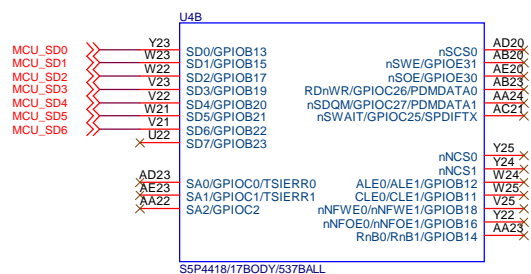 U4B
MCU_SD0 Y23 SD0/GPIOB13
MCU_SD1 W23 SD1/GPIOB15
MCU_SD2 W22 SD2/GPIOB17
MCU_SD3 V23 SD3/GPIOB19
MCU_SD4 V22 SD4/GPIOB20
MCU_SD5 W21 SD5/GPIOB21
MCU_SD6 V21 SD6/GPIOB22
U22 SD7/GPIOB23
AD23 SA0/GPIOC0/TSIERR0
AE23 SA1/GPIOC1/TSIERR1
AA22 SA2/GPIOC2
nSCS0 AD20
nSWE/GPIOE31 AB20
nSOE/GPIOE30 AE20
RDnWR/GPIOC26/PDMDATA0 AB23
nSDQM/GPIOC27/PDMDATA1 AA24
nSWAIT/GPIOC25/SPDIFTX AC21
nNCS0 Y25
nNCS1 Y24
ALE0/ALE1/GPIOB12 W24
CLE0/CLE1/GPIOB11 W25
nNFWE0/nNFWE1/GPIOB18 V25
nNFOE0/nNFOE1/GPIOB16 Y22
RnB0/RnB1/GPIOB14 AA23
S5P4418/17BODY/537BALL